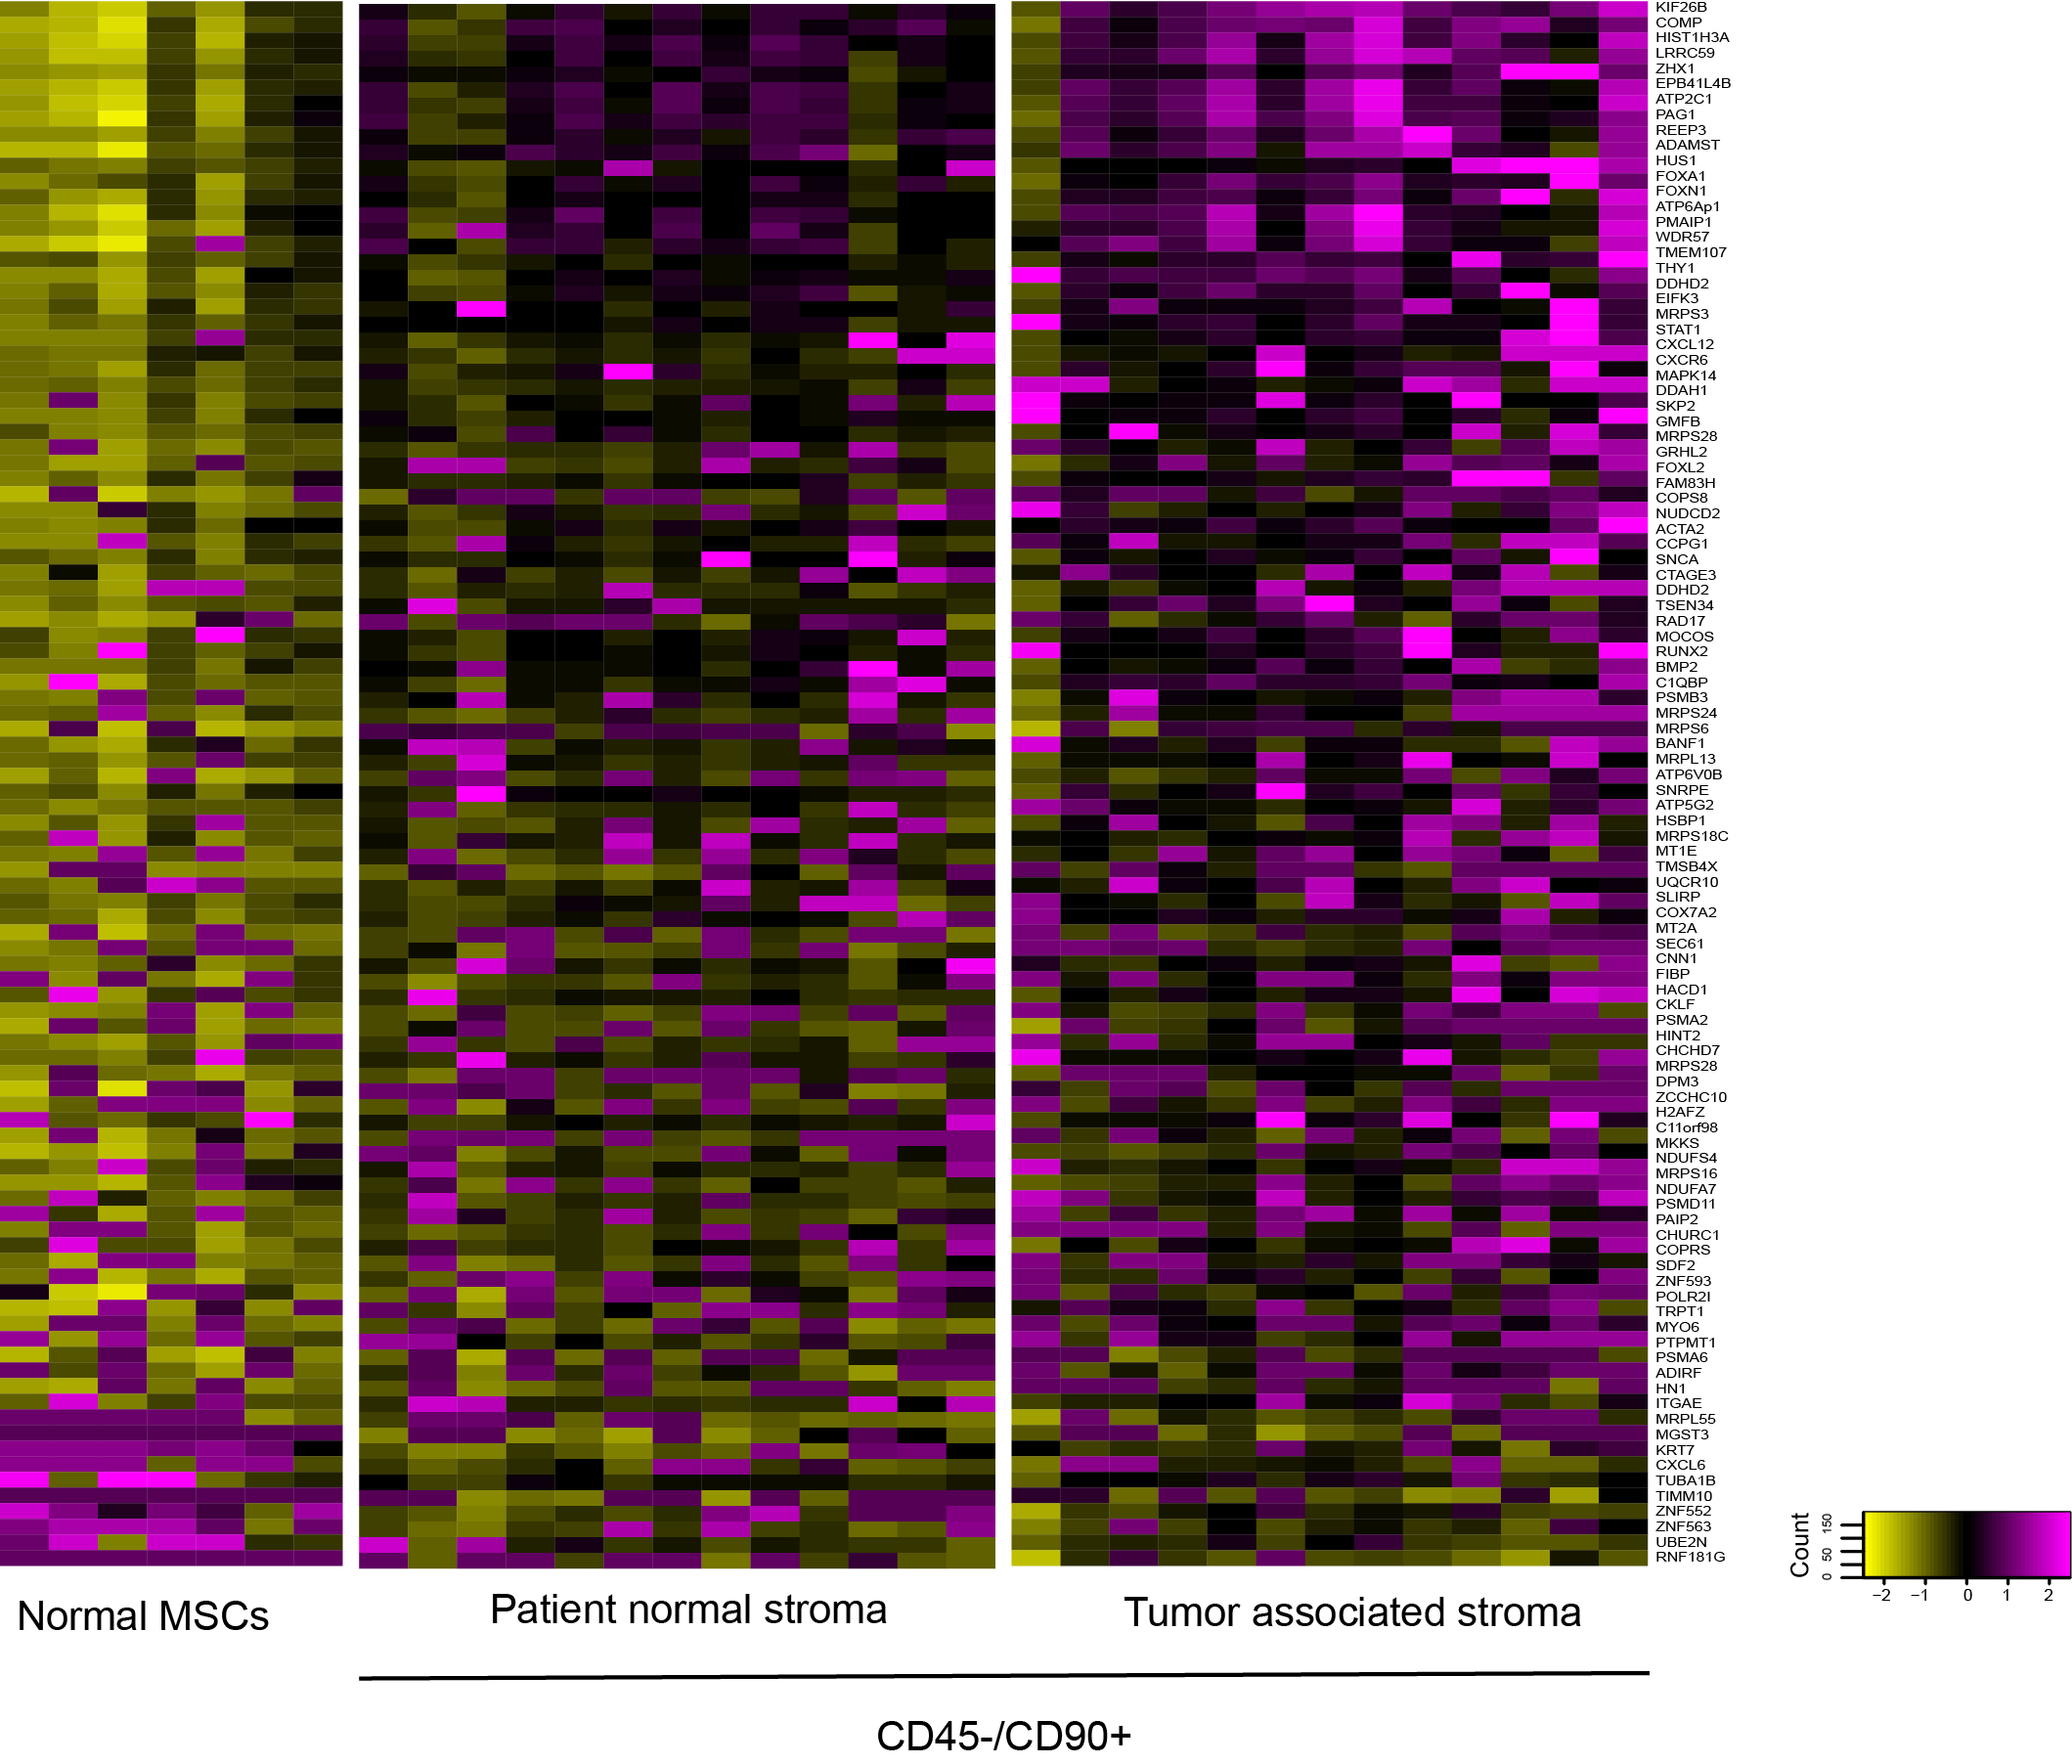 KIF26B
COMP
HIST1H3A
LRRC59
ZHX1
EPB41L4B
ATP2C1
PAG1
REEP3
ADAMST
HUS1
FOXA1
FOXN1
ATP6Ap1
PMAIP1
WDR57
TMEM107
THY1
DDHD2
EIFK3
MRPS3
STAT1
CXCL12
CXCR6
MAPK14
DDAH1
SKP2
GMFB
MRPS28
GRHL2
FOXL2
FAM83H
COPS8
NUDCD2
ACTA2
CCPG1
SNCA
CTAGE3
DDHD2
TSEN34
RAD17
MOCOS
RUNX2
BMP2
C1QBP
PSMB3
MRPS24
MRPS6
BANF1
MRPL13
ATP6V0B
SNRPE
ATP5G2
HSBP1
MRPS18C
MT1E
TMSB4X
UQCR10
SLIRP
COX7A2
MT2A
SEC61
CNN1
FIBP
HACD1
CKLF
PSMA2
HINT2
CHCHD7
MRPS28
DPM3
ZCCHC10
H2AFZ
C11orf98
MKKS
NDUFS4
MRPS16
NDUFA7
PSMD11
PAIP2
CHURC1
COPRS
SDF2
ZNF593
POLR2I
TRPT1
MYO6
PTPMT1
PSMA6
ADIRF
HN1
ITGAE
MRPL55
MGST3
KRT7
CXCL6
TUBA1B
TIMM10
ZNF552
ZNF563
UBE2N
RNF181G
Count
0 50 150
−2 −1 0 1 2
Normal MSCs
Patient normal stroma
Tumor associated stroma
CD45-/CD90+